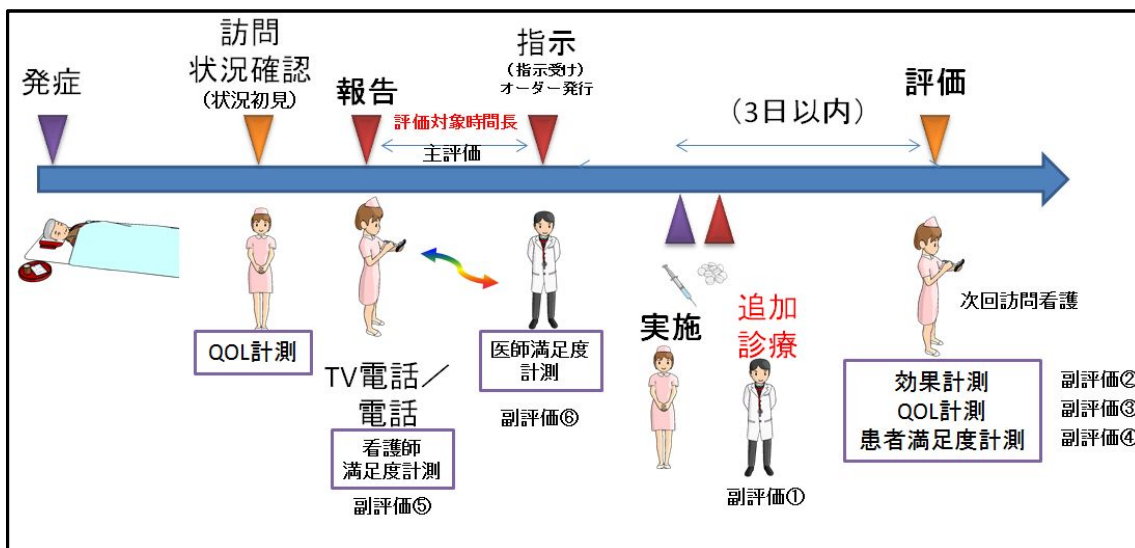 発症
訪問
状況確認
(状況初見)
報告
評価対象時間長
主評価
指示
(指示受け)
オーダー発行
(3日以内)
評価
QOL計測
TV電話/
電話
看護師
満足度計測
副評価⑤
医師満足度
計測
副評価⑥
実施
追加
診療
副評価①
次回訪問看護
効果計測
QOL計測
患者満足度計測
副評価②
副評価③
副評価④